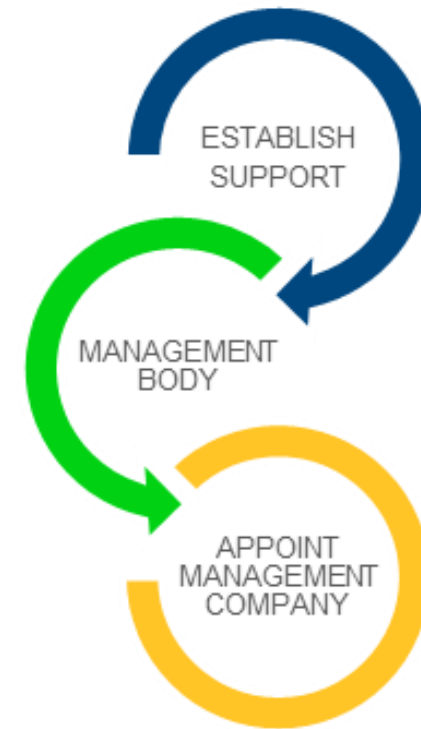 ESTABLISH
SUPPORT
MANAGEMENT
BODY
APPOINT
MANAGEMENT
COMPANY